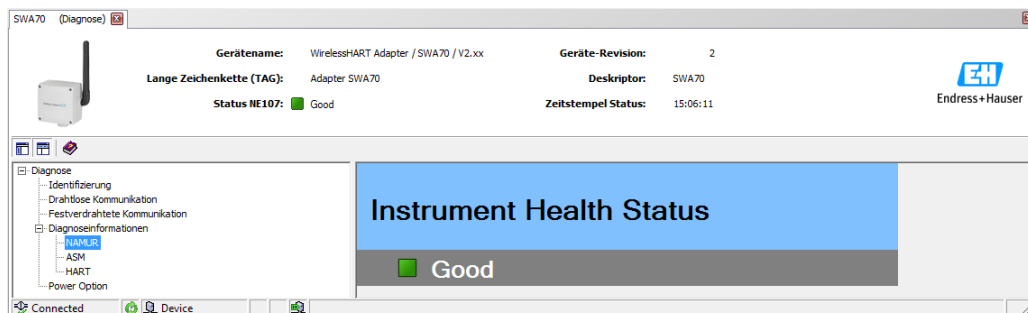 SWA70 (Diagnose)
Gerätename: WirelessHART Adapter / SWA70 / V2.xx Geräte-Revision: 2
Lange Zeichenkette (TAG): Adapter SWA70 Deskriptor: SWA70
Status NE107: Good Zeitstempel Status: 15:06:11
EH
Endress+Hauser
Diagnose
Identifizierung
Drahtlose Kommunikation
Festverdrahtete Kommunikation
Diagnoseinformationen
NAMUR
ASM
HART
Power Option
Instrument Health Status
Good
Connected Device